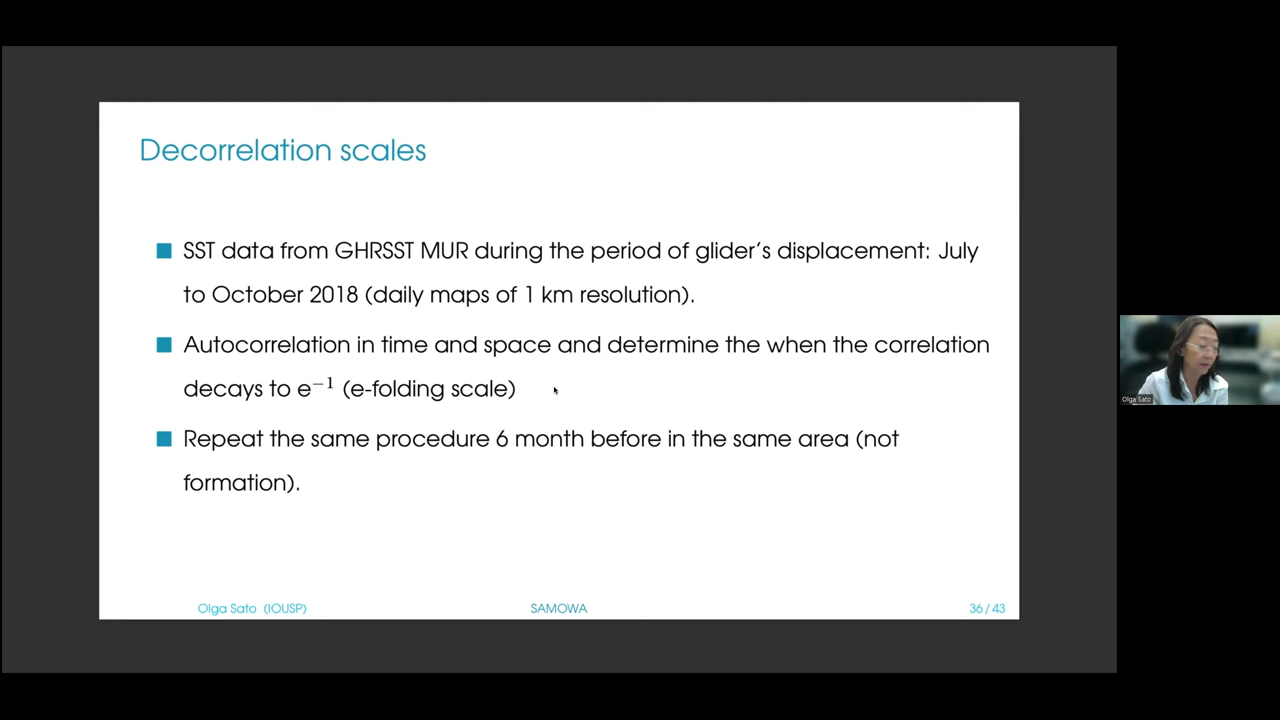 Decorrelation scales
SST data from GHRSST MUR during the period of glider's displacement: July
to October 2018 (daily maps of 1 km resolution).
Autocorrelation in time and space and determine the when the correlation
decays to e⁻¹ (e-folding scale)
Repeat the same procedure 6 month before in the same area (not
formation).
Olga Sato (IOUSP)
SAMOWA
36 / 43
Olga Sato